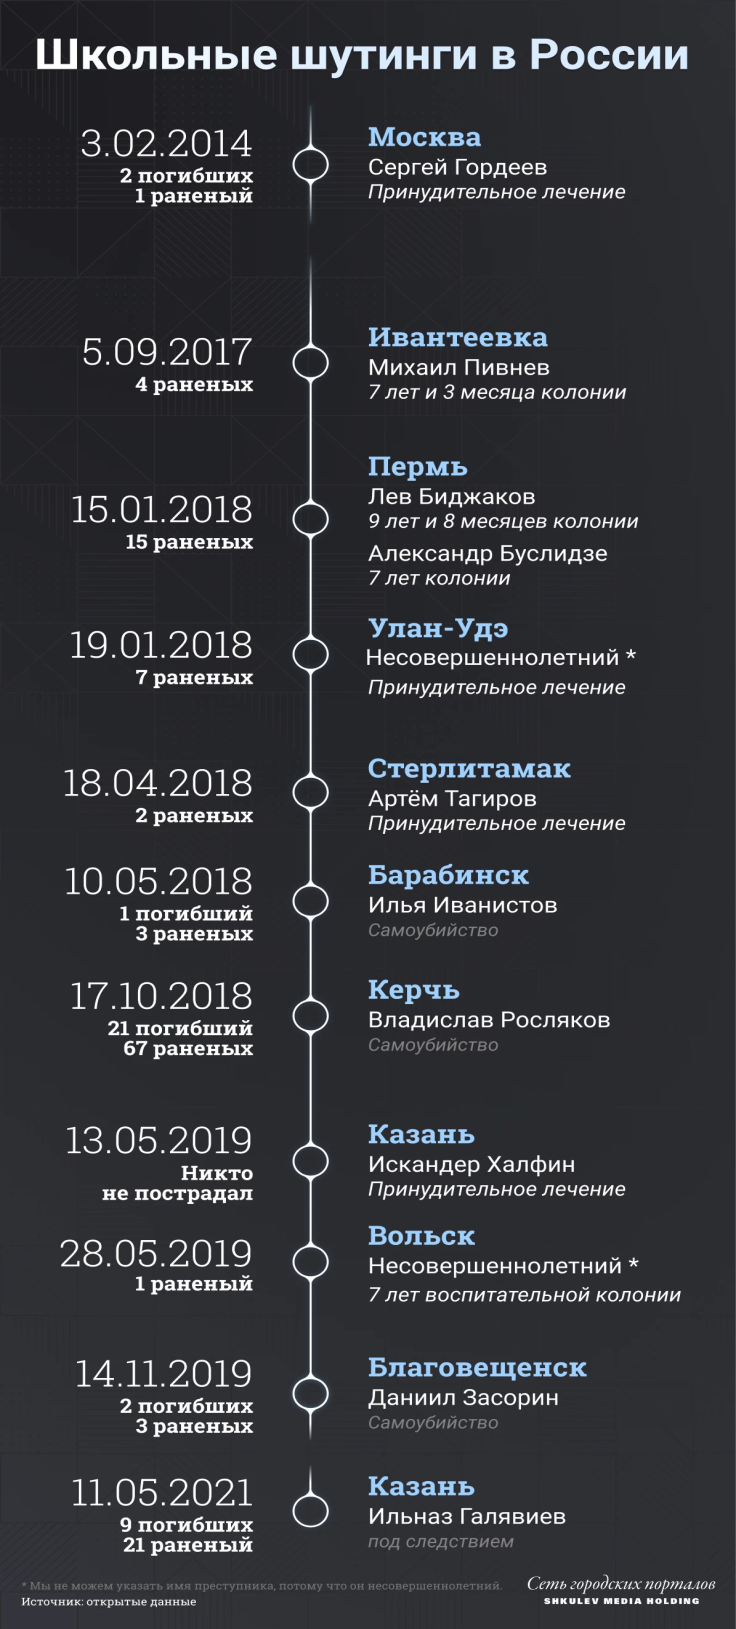 Школьные шутинги в России
3.02.2014
2 погибших
1 раненый
Москва
Сергей Гордеев
Принудительное лечение
5.09.2017
4 раненых
Ивантеевка
Михаил Пивнев
7 лет и 3 месяца колонии
15.01.2018
15 раненых
Пермь
Лев Биджаков
9 лет и 8 месяцев колонии
Александр Буслидзе
7 лет колонии
19.01.2018
7 раненых
Улан-Удэ
Несовершеннолетний *
Принудительное лечение
18.04.2018
2 раненых
Стерлитамак
Артём Тагиров
Принудительное лечение
10.05.2018
1 погибший
3 раненых
Барабинск
Илья Иванистов
Самоубийство
17.10.2018
21 погибший
67 раненых
Керчь
Владислав Росляков
Самоубийство
13.05.2019
Никто
не пострадал
Казань
Искандер Халфин
Принудительное лечение
28.05.2019
1 раненый
Вольск
Несовершеннолетний *
7 лет воспитательной колонии
14.11.2019
2 погибших
3 раненых
Благовещенск
Даниил Засорин
Самоубийство
11.05.2021
9 погибших
21 раненый
Казань
Ильназ Галявиев
под следствием
* Мы не можем указать имя преступника, потому что он несовершеннолетний.
Источник: открытые данные
Сеть городских порталов
SHKULEV MEDIA HOLDING